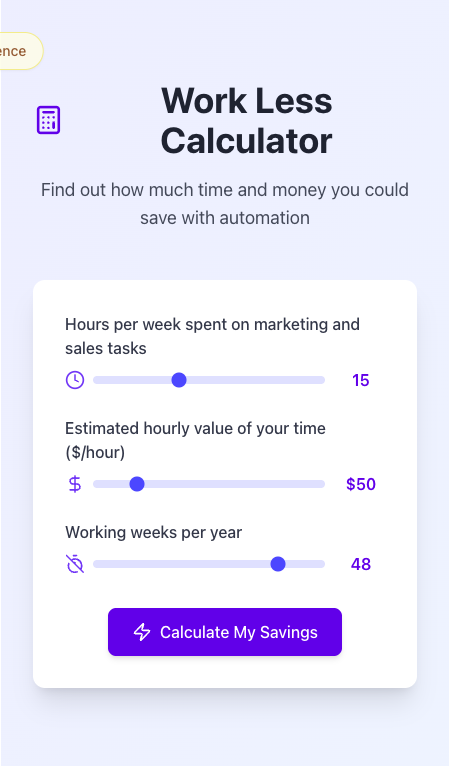 ence
Work Less
Calculator
Find out how much time and money you could
save with automation
Hours per week spent on marketing and
sales tasks
15
Estimated hourly value of your time
($/hour)
$50
Working weeks per year
48
Calculate My Savings